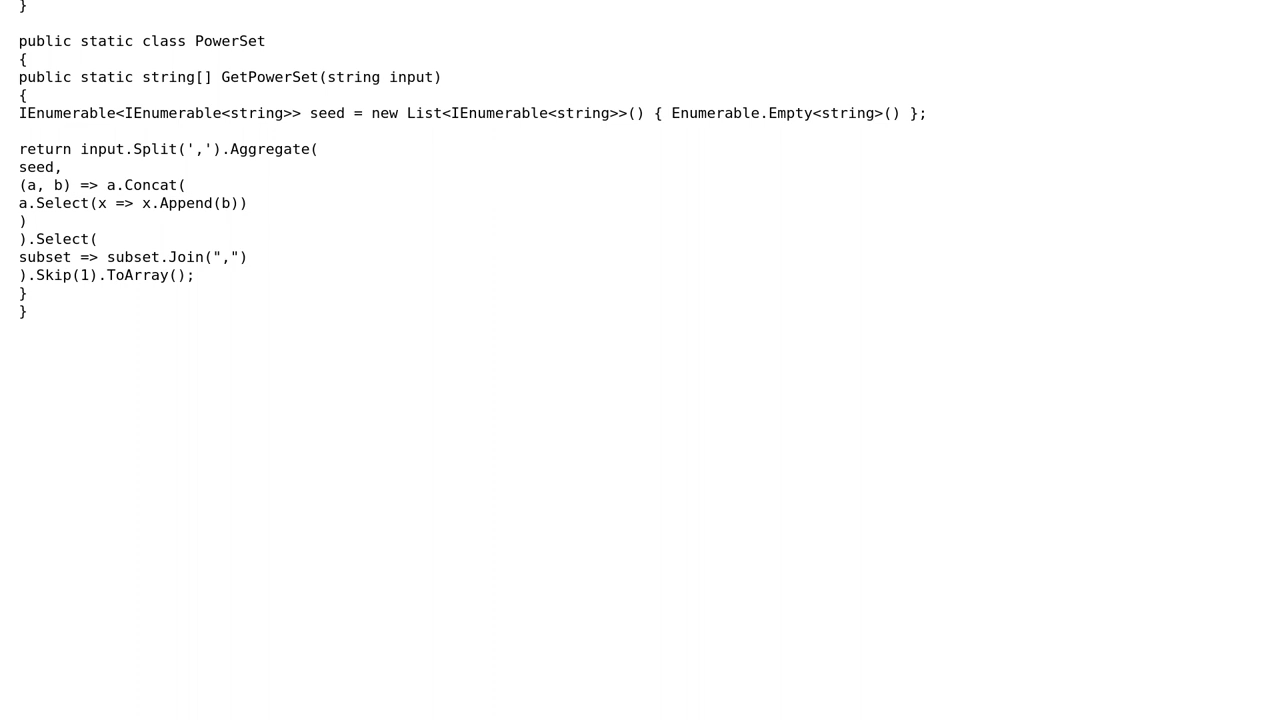 }
public static class PowerSet
{
public static string[] GetPowerSet(string input)
{
IEnumerable<IEnumerable<string>> seed = new List<IEnumerable<string>>() { Enumerable.Empty<string>() };
return input.Split(',').Aggregate(
seed,
(a, b) => a.Concat(
a.Select(x => x.Append(b))
)
).Select(
subset => subset.Join(",")
).Skip(1).ToArray();
}
}